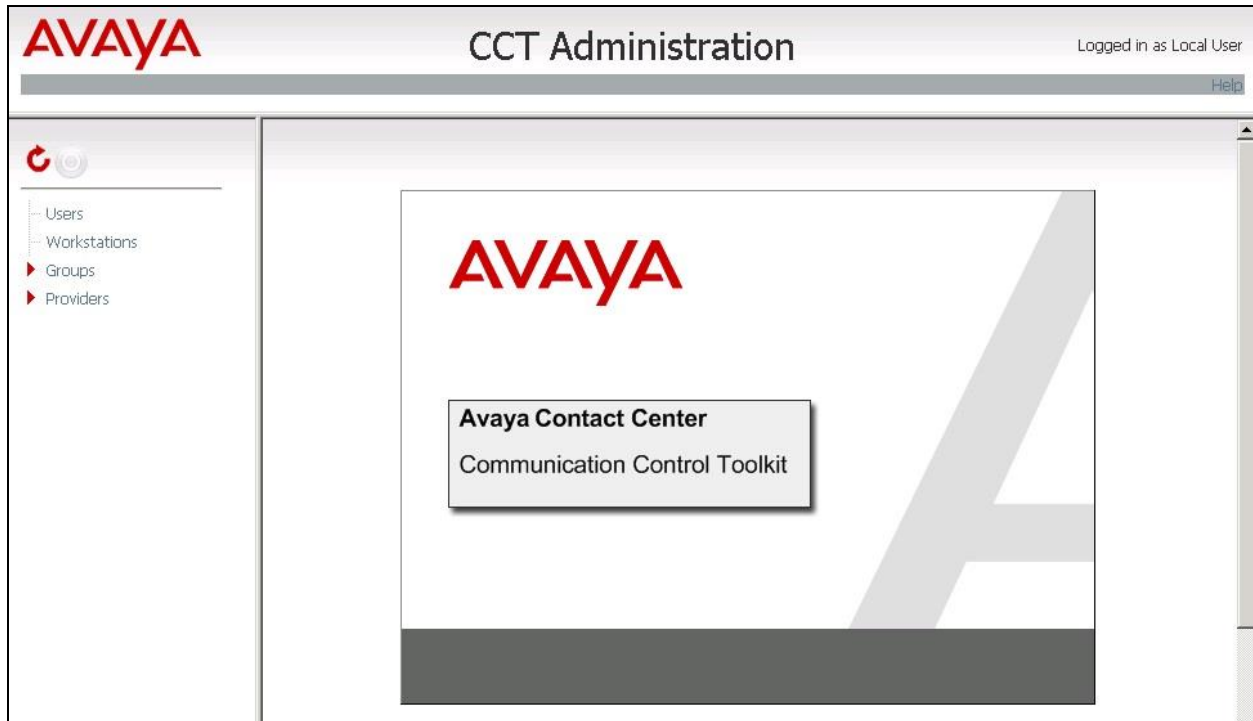 AVAYA
CCT Administration
Logged in as Local User
Help
Users
Workstations
Groups
Providers
AVAYA
Avaya Contact Center
Communication Control Toolkit